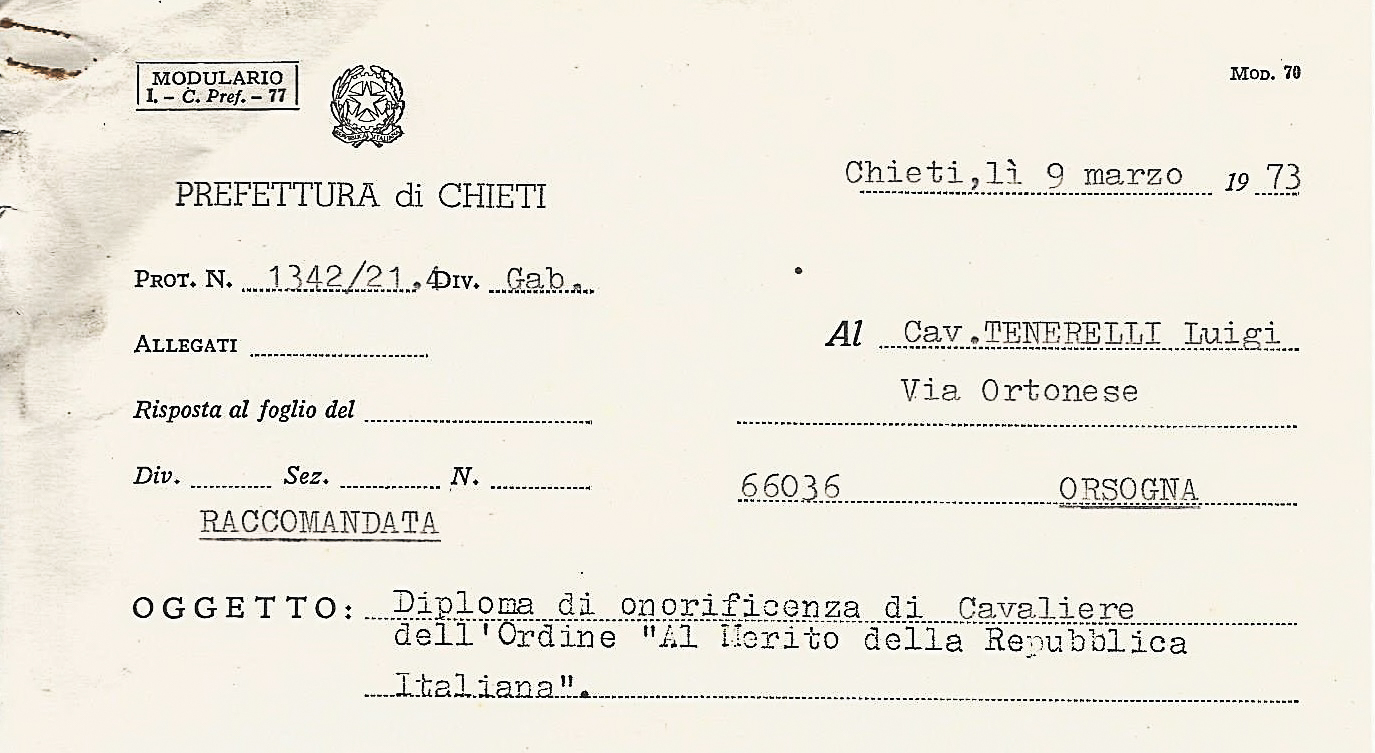 MODULARIO
I. - C. Pref. - 77
MOD. 70
Chieti,lì 9 marzo 19 73
PREFETTURA di CHIETI
PROT. N. 1342/21.4 DIV. Gab.
Al Cav.TENERELLI Luigi
ALLEGATI
Via Ortonese
Risposta al foglio del
Div. Sez. N.
66036 ORSOGNA
RACCOMANDATA
OGGETTO: Diploma di onorificenza di Cavaliere
dell'Ordine "Al Merito della Repubblica
Italiana".